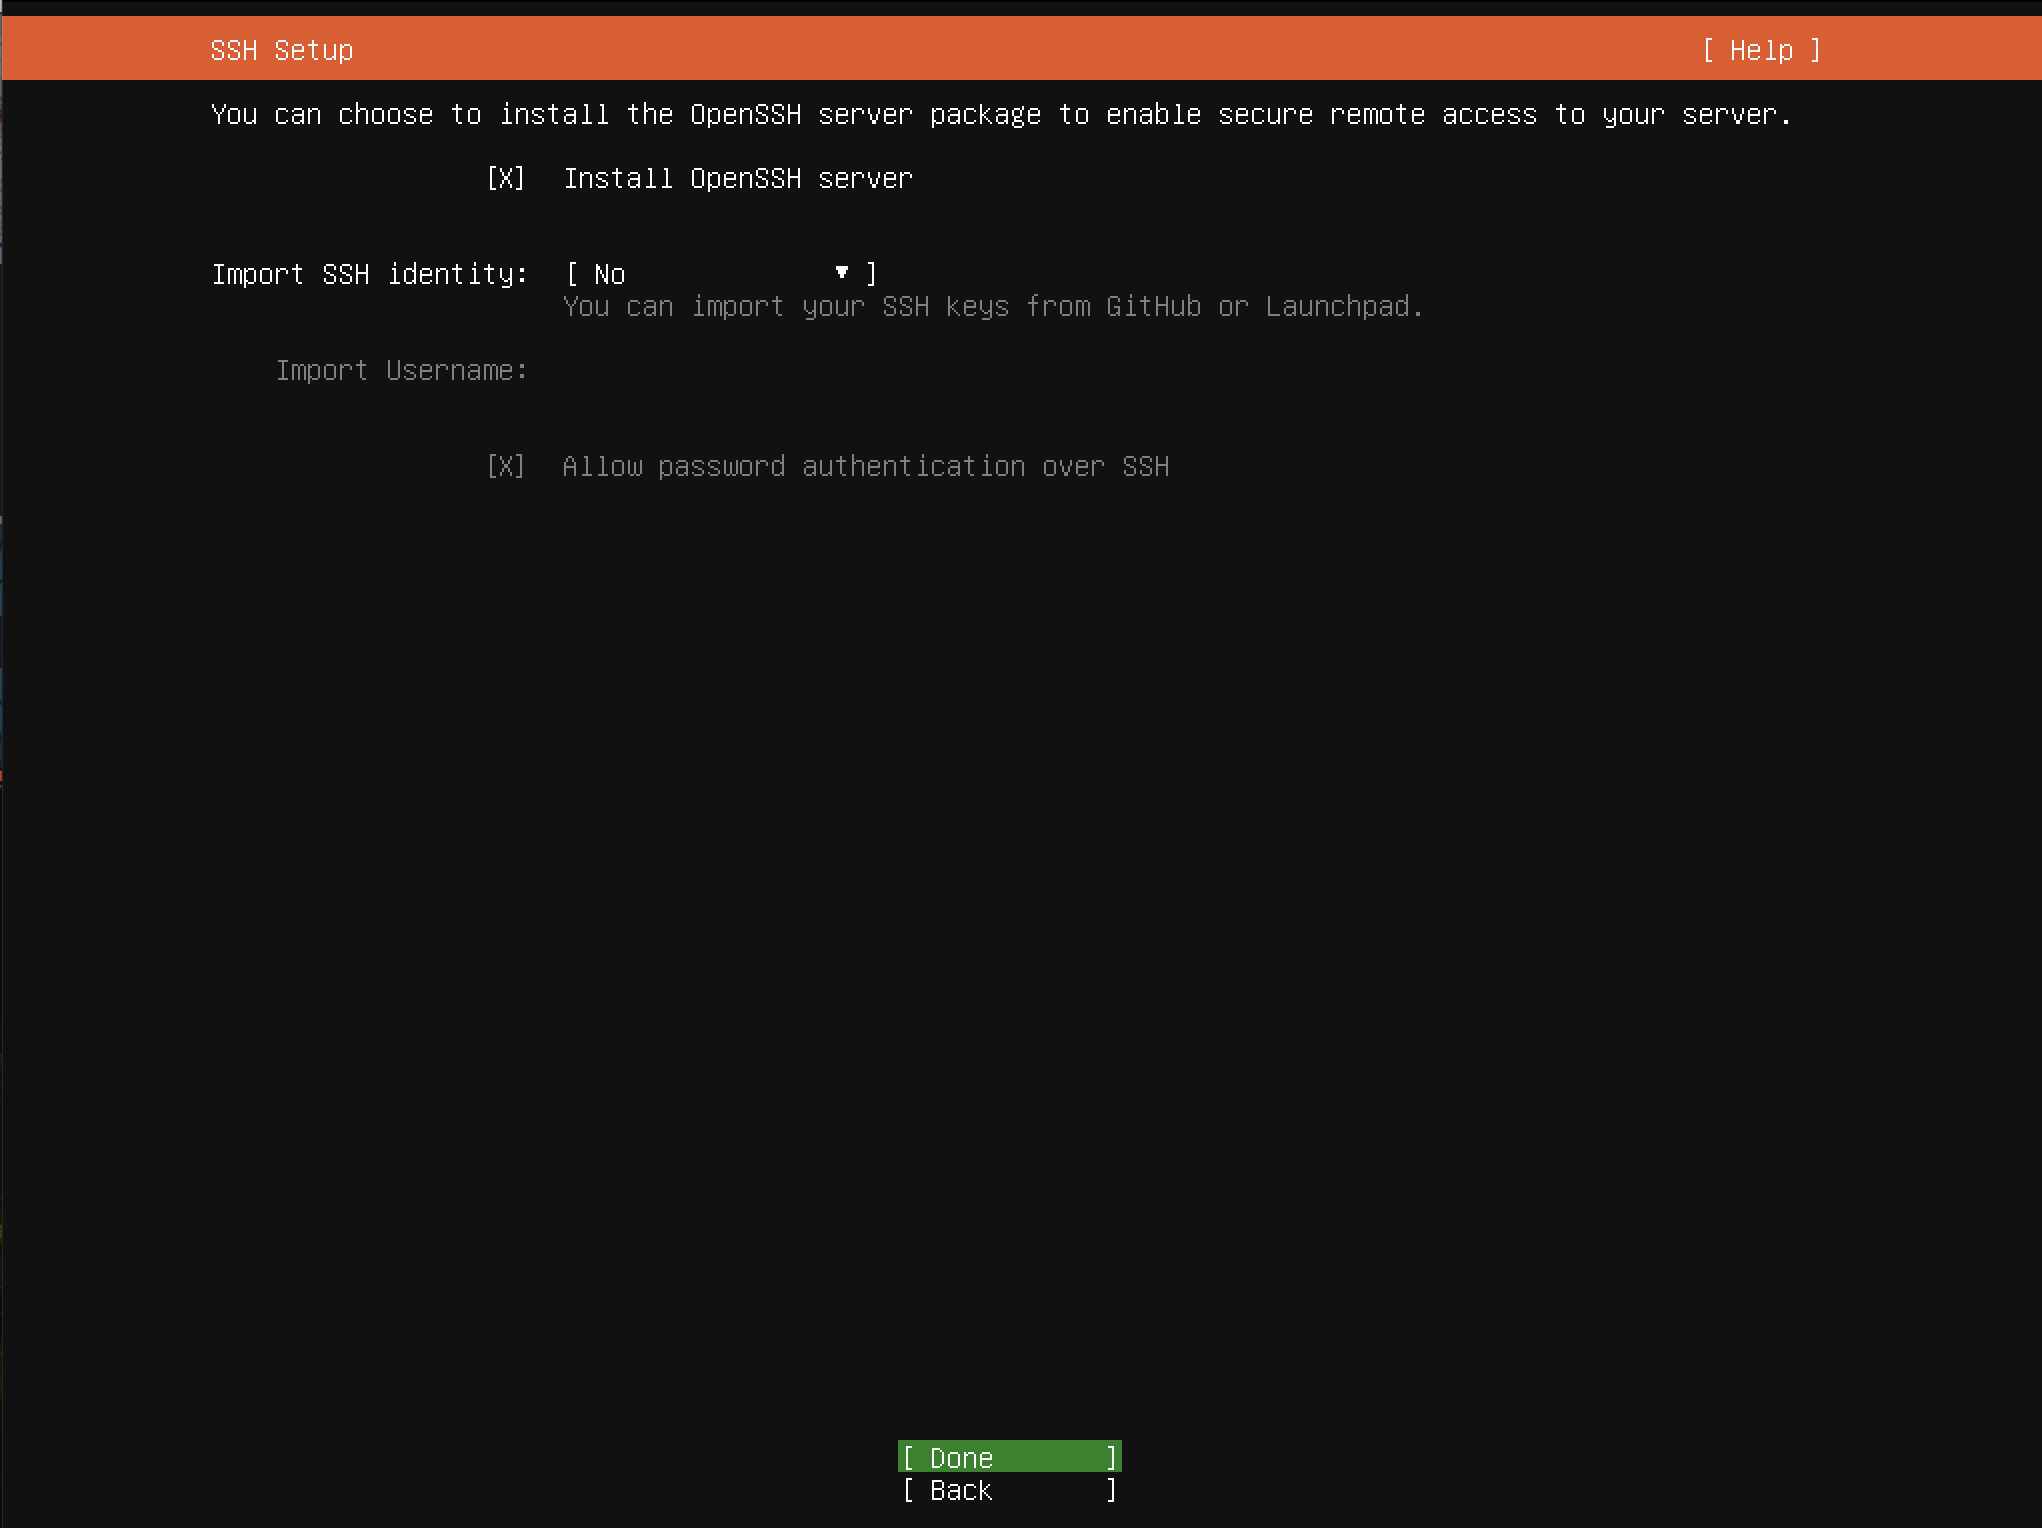 SSH Setup [ Help ]
You can choose to install the OpenSSH server package to enable secure remote access to your server.
[X] Install OpenSSH server
Import SSH identity: [ No ▼ ]
You can import your SSH keys from GitHub or Launchpad.
Import Username:
[X] Allow password authentication over SSH
[ Done ]
[ Back ]